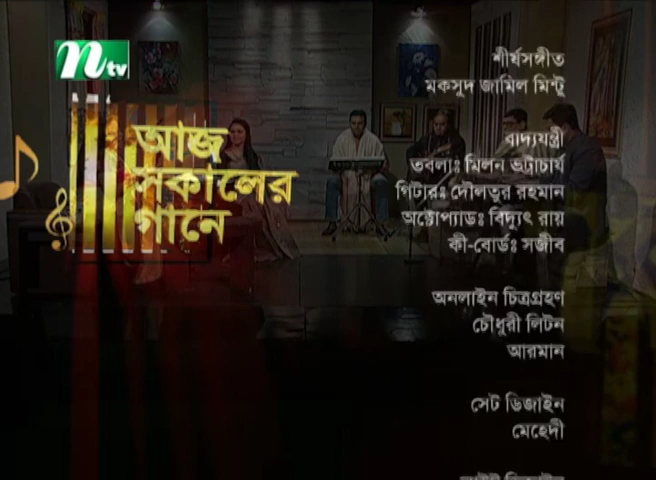 ntv
আজ
সকালের
গানে
শীর্ষসঙ্গীত
মকসুদ জামিল মিন্টু
বাদ্যযন্ত্রী
তবলাঃ মিলন ভট্টাচার্য
গিটারঃ দৌলতুর রহমান
অক্টোপ্যাডঃ বিদ্যুৎ রায়
কী-বোর্ডঃ সজীব
অনলাইন চিত্রগ্রহণ
চৌধুরী লিটন
আরমান
সেট ডিজাইন
মেহেদী